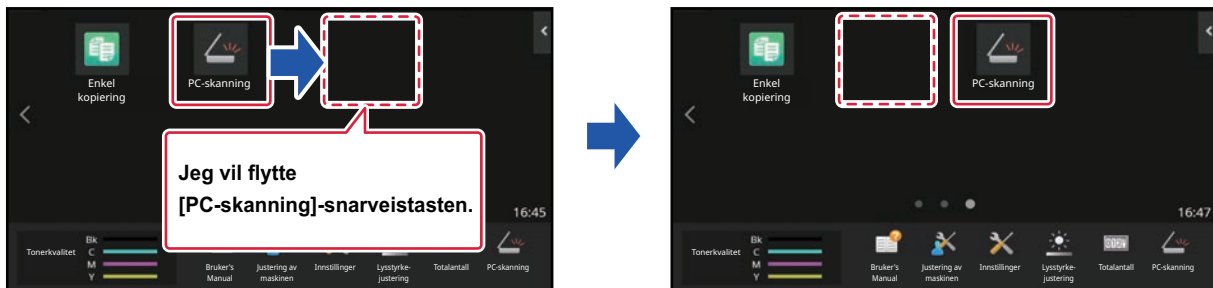 Enkel
kopiering
PC-skanning
Jeg vil flytte
[PC-skanning]-snarveistasten.
16:45
Tonerkvalitet
Bk
C
M
Y
Bruker's
Manual
Justering av
maskinen
Innstillinger
Lysstyrke-
justering
Totalantall
PC-skanning
Enkel
kopiering
PC-skanning
16:47
Tonerkvalitet
Bk
C
M
Y
Bruker's
Manual
Justering av
maskinen
Innstillinger
Lysstyrke-
justering
Totalantall
PC-skanning